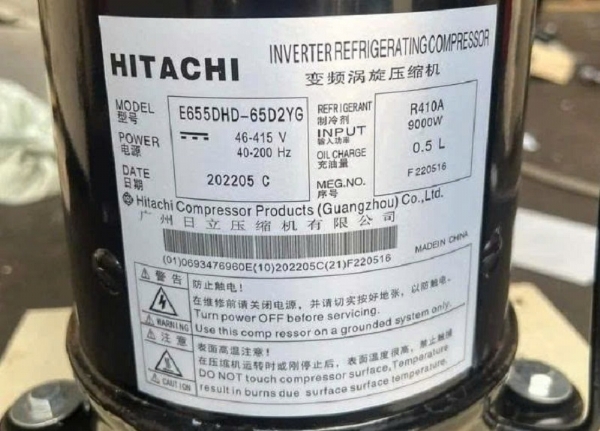 HITACHI
INVERTER REFRIGERATING COMPRESSOR
变频涡旋压缩机
MODEL 型号 E655DHD-65D2YG
POWER 电源 46-415 V
40-200 Hz
DATE 日期 202205 C
REFRIGERANT 制冷剂 R410A
INPUT 输入功率 9000W
OIL CHARGE 充油量 0.5 L
MEG.NO. 序号 F 220516
Hitachi Compressor Products (Guangzhou) Co.,Ltd.
广州日立压缩机有限公司
(01)0693476960E(10)202205C(21)F220516
MADE IN CHINA
警告 防止触电!
在维修前请关闭电源,并请切实按好地张,以防触电.
WARNING Turn power OFF before servicing.
Use this comp ressor on a grounded system only.
注意 表面高温注意!
在压缩机运转时或刚停止后,表面温度很高,禁止触接
CAUTION DO NOT touch compressor surface, Temperature
result in burns due surface surface temperature.